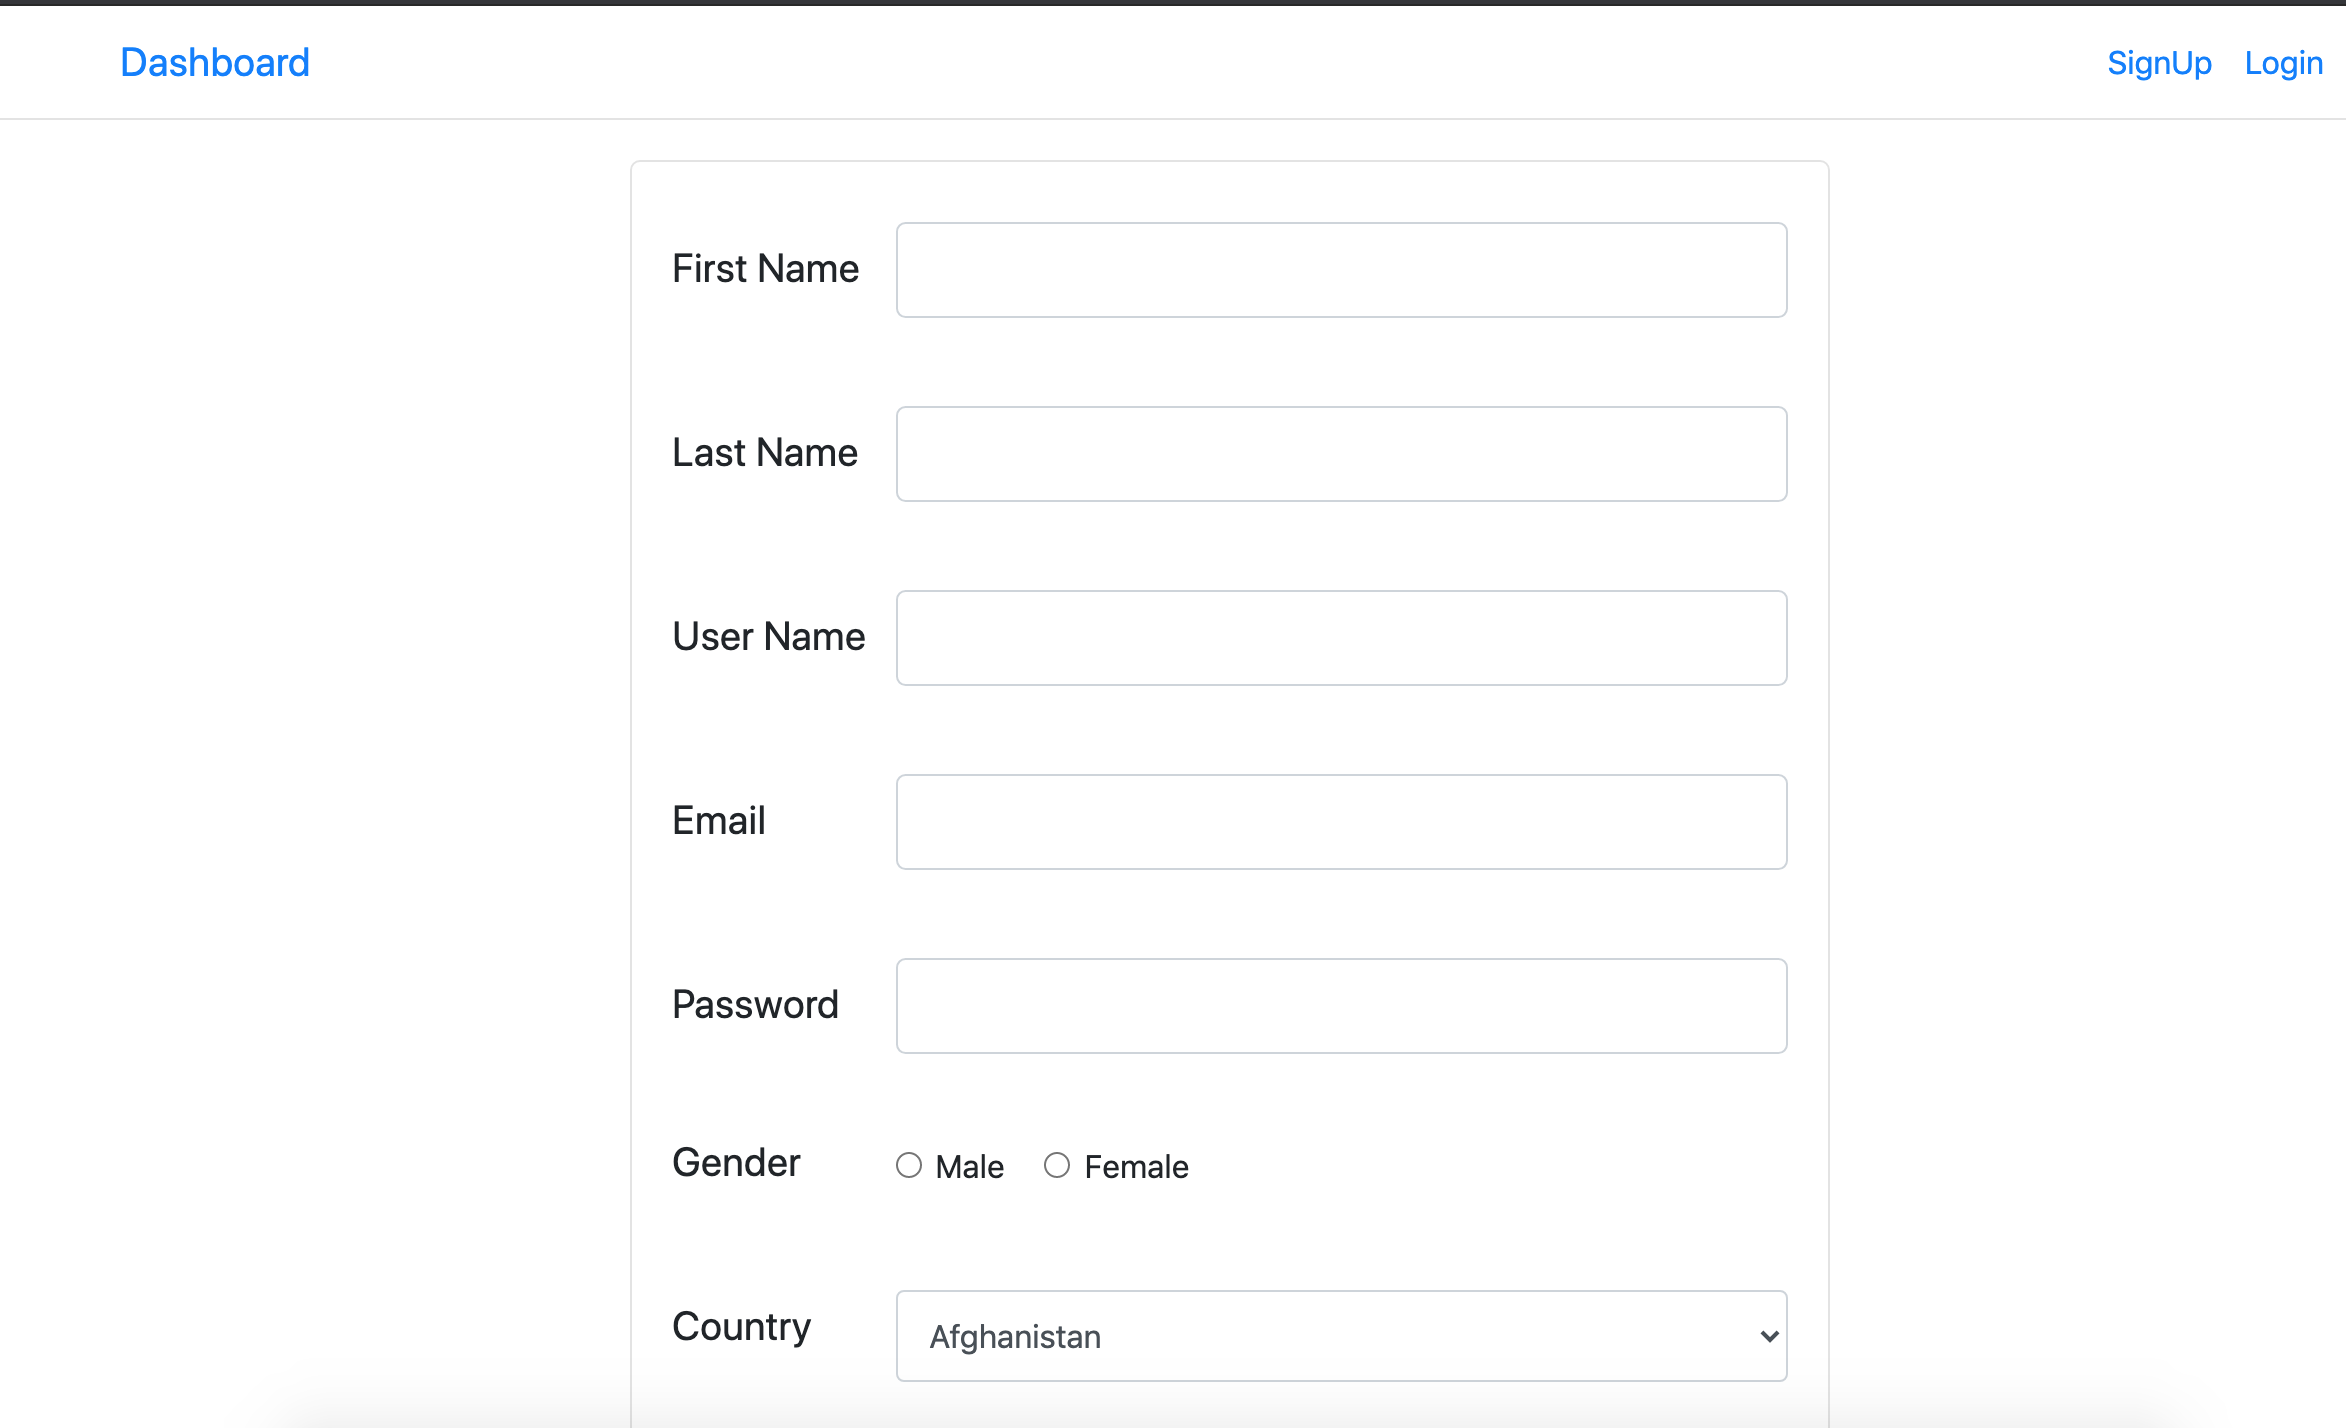 Dashboard SignUp Login
First Name
Last Name
User Name
Email
Password
Gender Male Female
Country Afghanistan